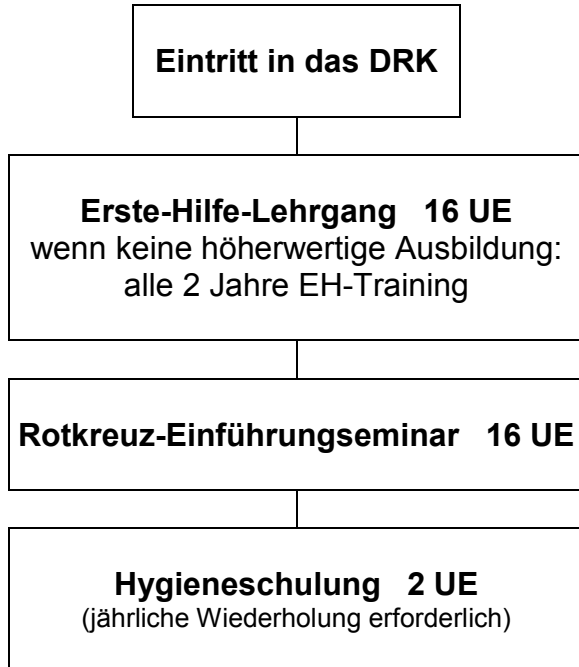 Eintritt in das DRK
Erste-Hilfe-Lehrgang 16 UE
wenn keine höherwertige Ausbildung:
alle 2 Jahre EH-Training
Rotkreuz-Einführungseminar 16 UE
Hygieneschulung 2 UE
(jährliche Wiederholung erforderlich)